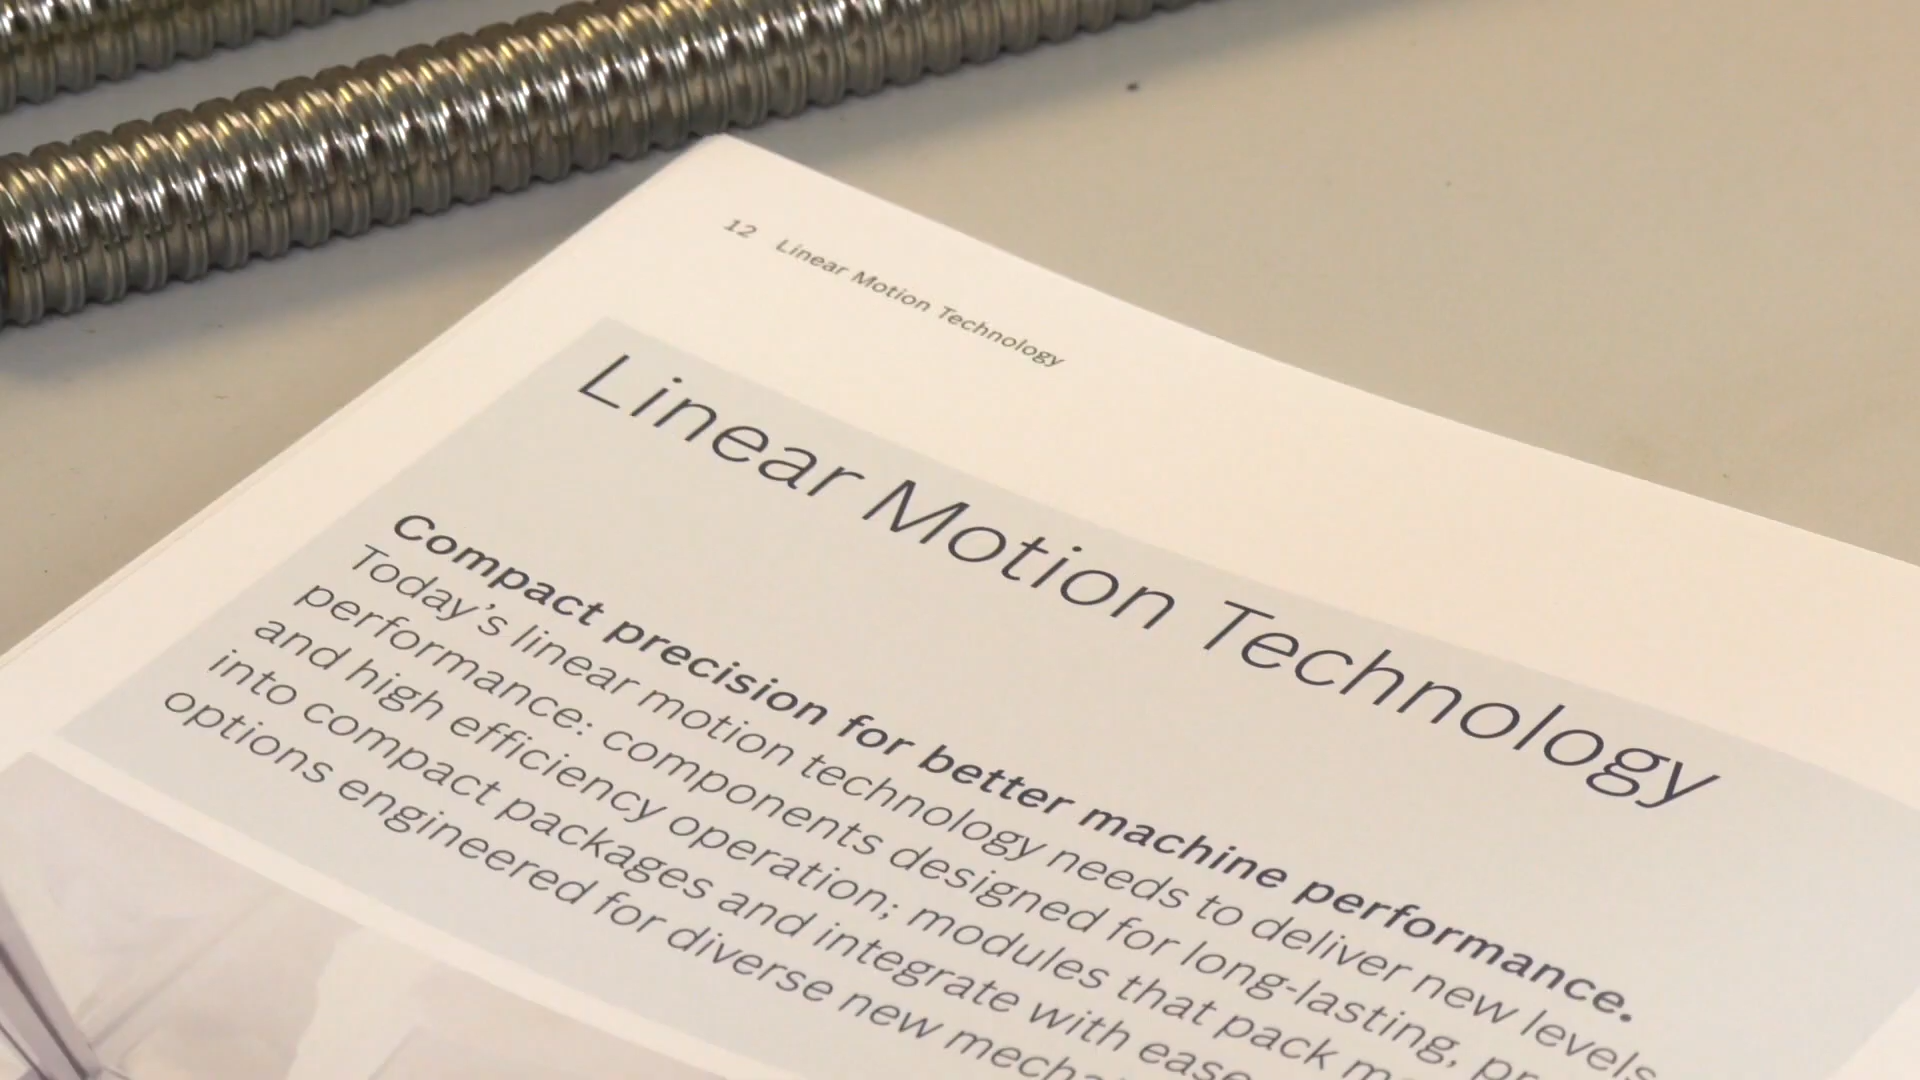 12 Linear Motion Technology
Linear Motion Technology
Compact precision for better machine performance.
Today's linear motion technology needs to deliver new levels
performance: components designed for long-lasting,
and high efficiency operation; modules that pack
into compact packages and integrate with ease
options engineered for diverse new